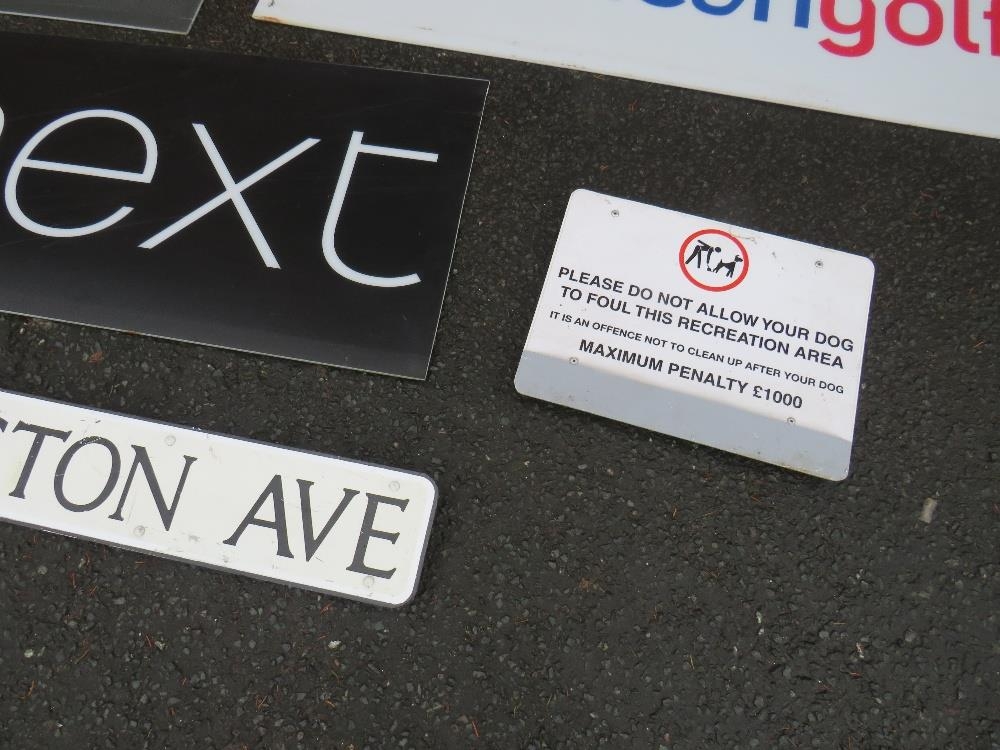 golf
ext
PLEASE DO NOT ALLOW YOUR DOG
TO FOUL THIS RECREATION AREA
IT IS AN OFFENCE NOT TO CLEAN UP AFTER YOUR DOG
MAXIMUM PENALTY £1000
STON AVE